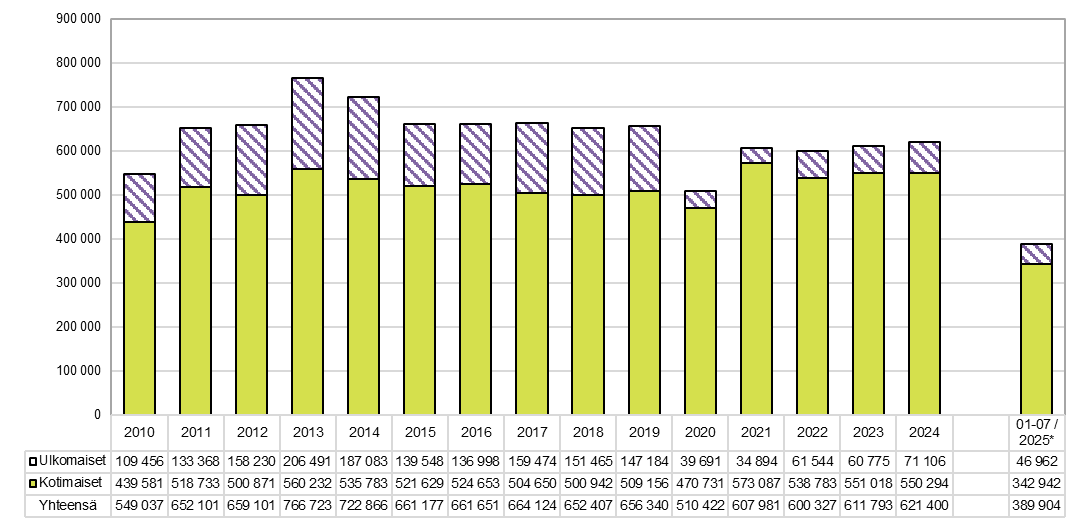 900 000
800 000
700 000
600 000
500 000
400 000
300 000
200 000
100 000
0
2010 2011 2012 2013 2014 2015 2016 2017 2018 2019 2020 2021 2022 2023 2024 01-07 / 2025*
Ulkomaiset 109 456 133 368 158 230 206 491 187 083 139 548 136 998 159 474 151 465 147 184 39 691 34 894 61 544 60 775 71 106 46 962
Kotimaiset 439 581 518 733 500 871 560 232 535 783 521 629 524 653 504 650 500 942 509 156 470 731 573 087 538 783 551 018 550 294 342 942
Yhteensä 549 037 652 101 659 101 766 723 722 866 661 177 661 651 664 124 652 407 656 340 510 422 607 981 600 327 611 793 621 400 389 904